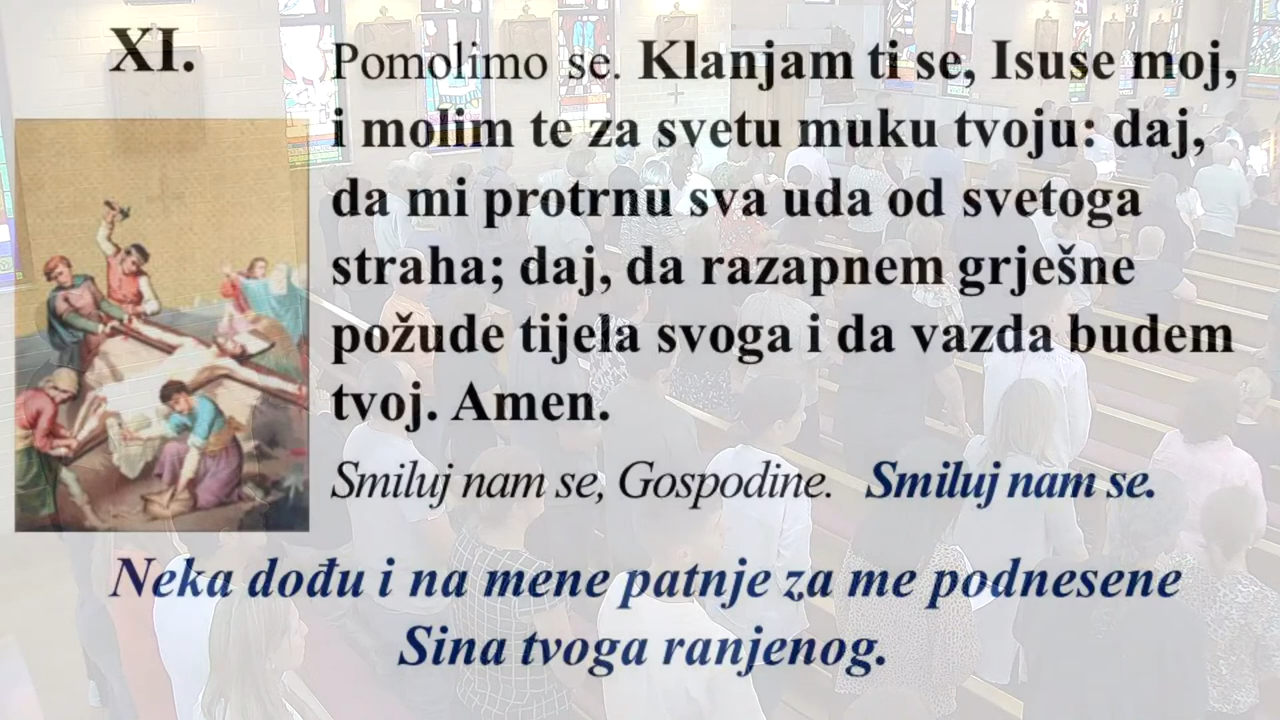 XI.
Pomolimo se. Klanjam ti se, Isuse moj,
i molim te za svetu muku tvoju: daj,
da mi protrnu sva uda od svetoga
straha; daj, da razapnem grješne
požude tijela svoga i da vazda budem
tvoj. Amen.
Smiluj nam se, Gospodine. Smiluj nam se.
Neka dođu i na mene patnje za me podnesene
Sina tvoga ranjenog.